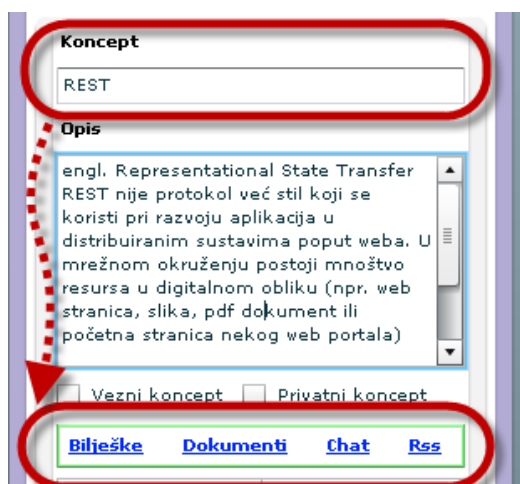 Koncept
REST
Opis
engl. Representational State Transfer
REST nije protokol već stil koji se
koristi pri razvoju aplikacija u
distribuiranim sustavima poput weba. U
mrežnom okruženju postoji mnoštvo
resursa u digitalnom obliku (npr. web
stranica, slika, pdf dokument ili
početna stranica nekog web portala)
Vezni koncept Privatni koncept
Bilješke Dokumenti Chat Rss